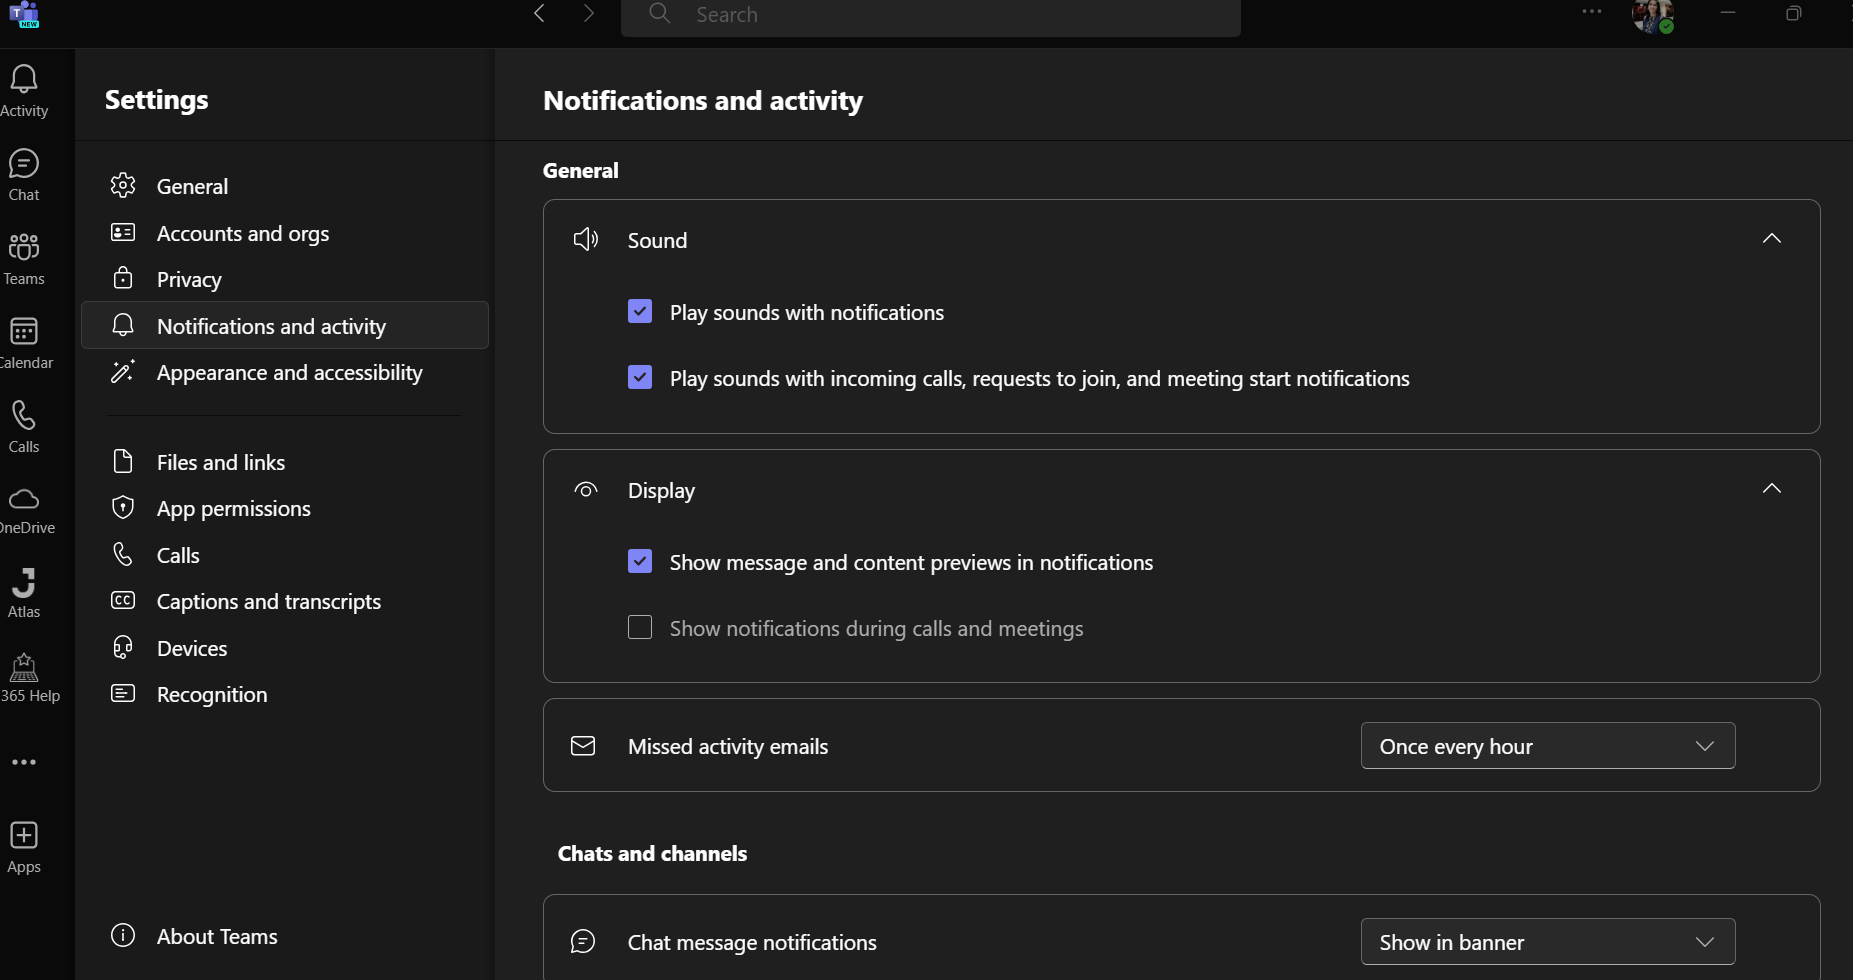 T
NEW
Search
Activity
Chat
Teams
Calendar
Calls
OneDrive
Atlas
365 Help
Apps
Settings
General
Accounts and orgs
Privacy
Notifications and activity
Appearance and accessibility
Files and links
App permissions
Calls
CC
Captions and transcripts
Devices
Recognition
About Teams
Notifications and activity
General
Sound
Play sounds with notifications
Play sounds with incoming calls, requests to join, and meeting start notifications
Display
Show message and content previews in notifications
Show notifications during calls and meetings
Missed activity emails
Once every hour
Chats and channels
Chat message notifications
Show in banner